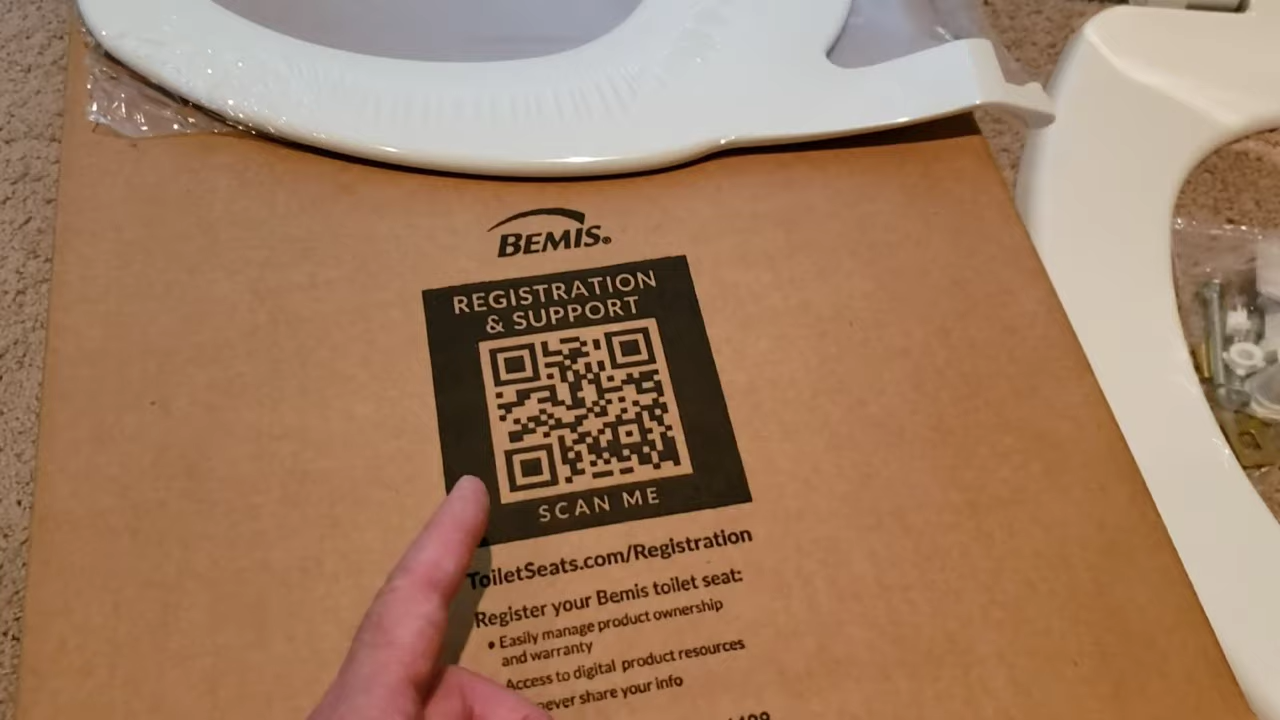 BEMIS®
REGISTRATION
& SUPPORT
SCAN ME
ToiletSeats.com/Registration
Register your Bemis toilet seat:
• Easily manage product ownership
and warranty
Access to digital product resources
never share your info